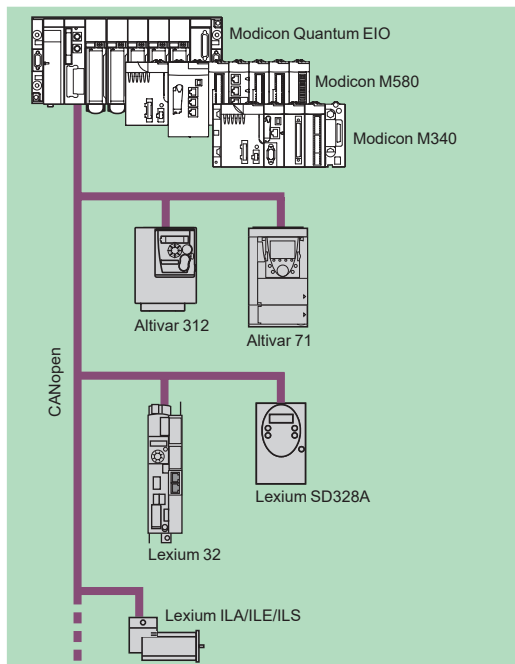 Modicon Quantum EIO
Modicon M580
Modicon M340
Altivar 312
Altivar 71
CANopen
Lexium SD328A
Lexium 32
Lexium ILA/ILE/ILS